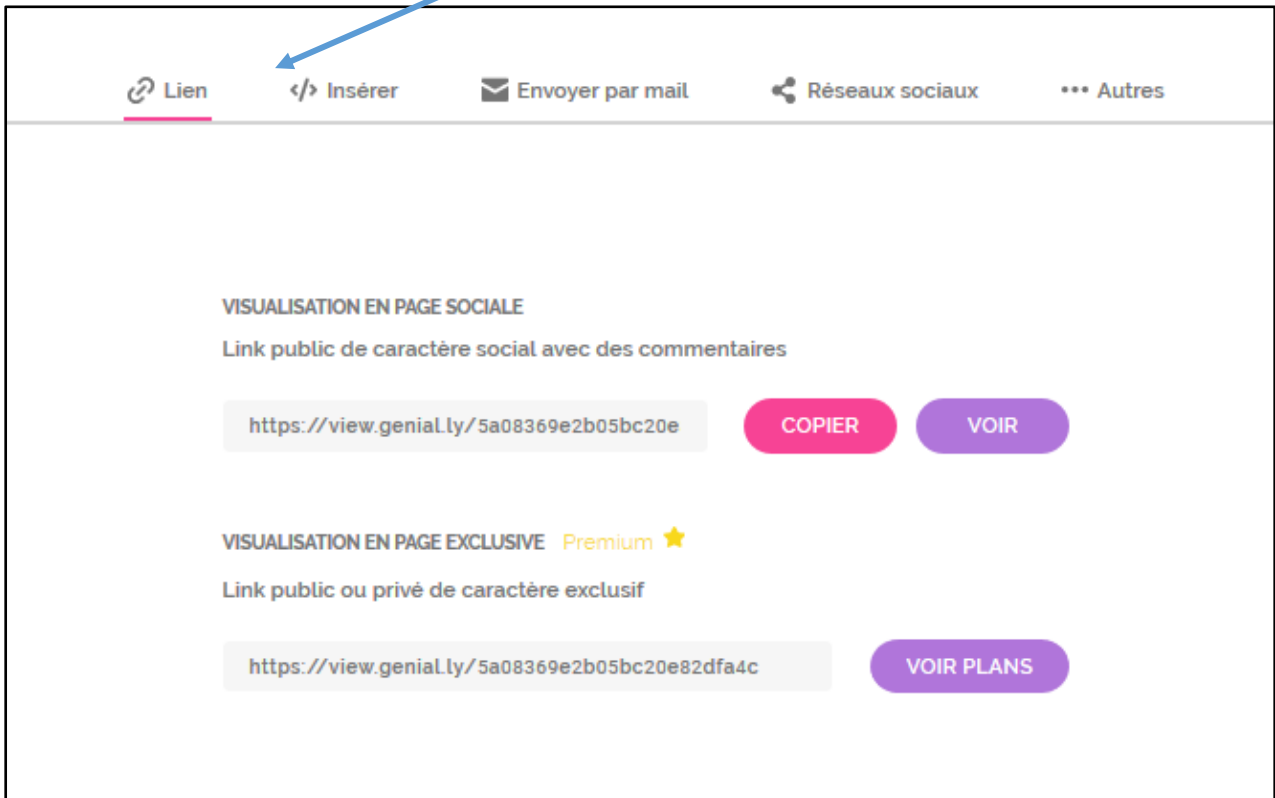 Lien </> Insérer Envoyer par mail Réseaux sociaux ••• Autres
VISUALISATION EN PAGE SOCIALE
Link public de caractère social avec des commentaires
https://view.genial.ly/5a08369e2b05bc20e COPIER VOIR
VISUALISATION EN PAGE EXCLUSIVE Premium
Link public ou privé de caractère exclusif
https://view.genial.ly/5a08369e2b05bc20e82dfa4c VOIR PLANS